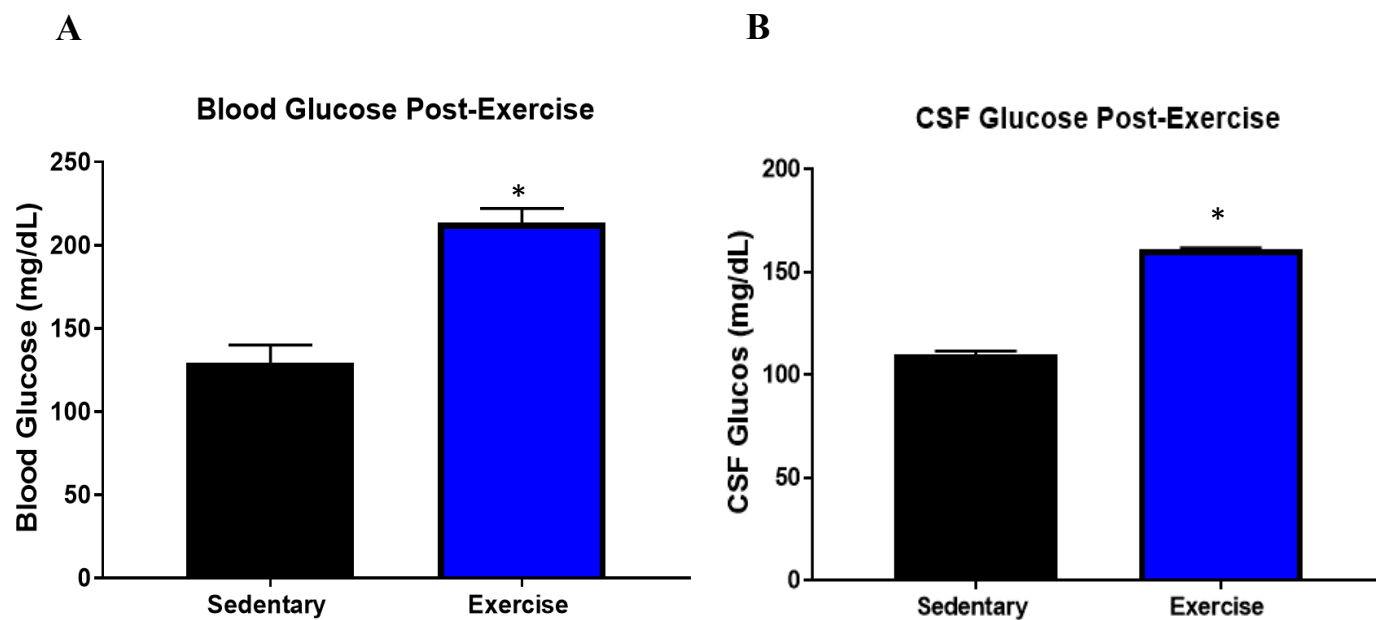 A
Blood Glucose Post-Exercise
250
200
150
100
50
0
Blood Glucose (mg/dL)
*
Sedentary
Exercise
B
CSF Glucose Post-Exercise
200
150
100
50
0
CSF Glucos (mg/dL)
*
Sedentary
Exercise